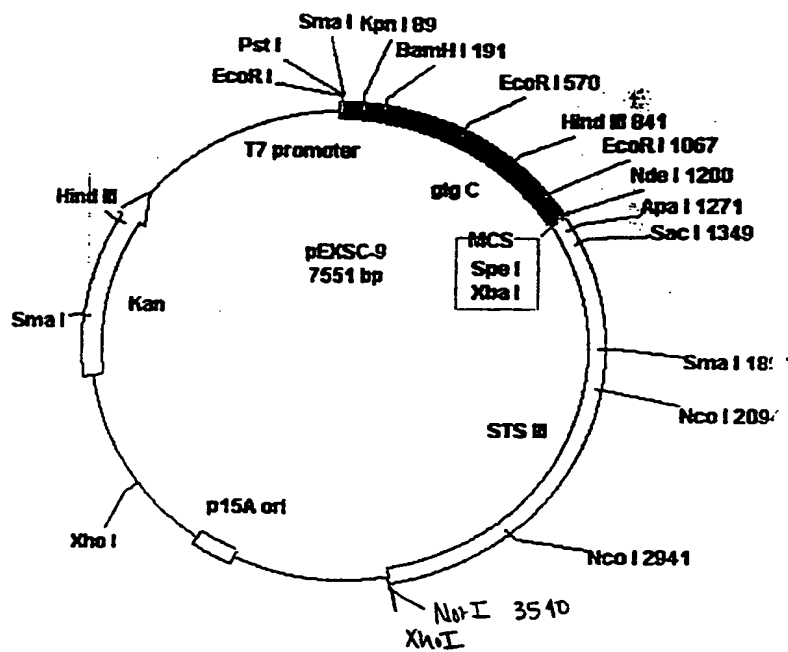 Sma I Kpn I 89
Pst I
BamH I 191
EcoR I
EcoR I 570
Hind III 841
EcoR I 1067
T7 promoter
Nde I 1200
glg C
Apa I 1271
Hind III
Sac I 1349
MCS
pEXSC-9
Spe I
7551 bp
Xba I
Kan
Sma I
Sma I
Nco I
STS III
p15A ori
Xho I
Nco I 2941
Not I 3540
Xho I